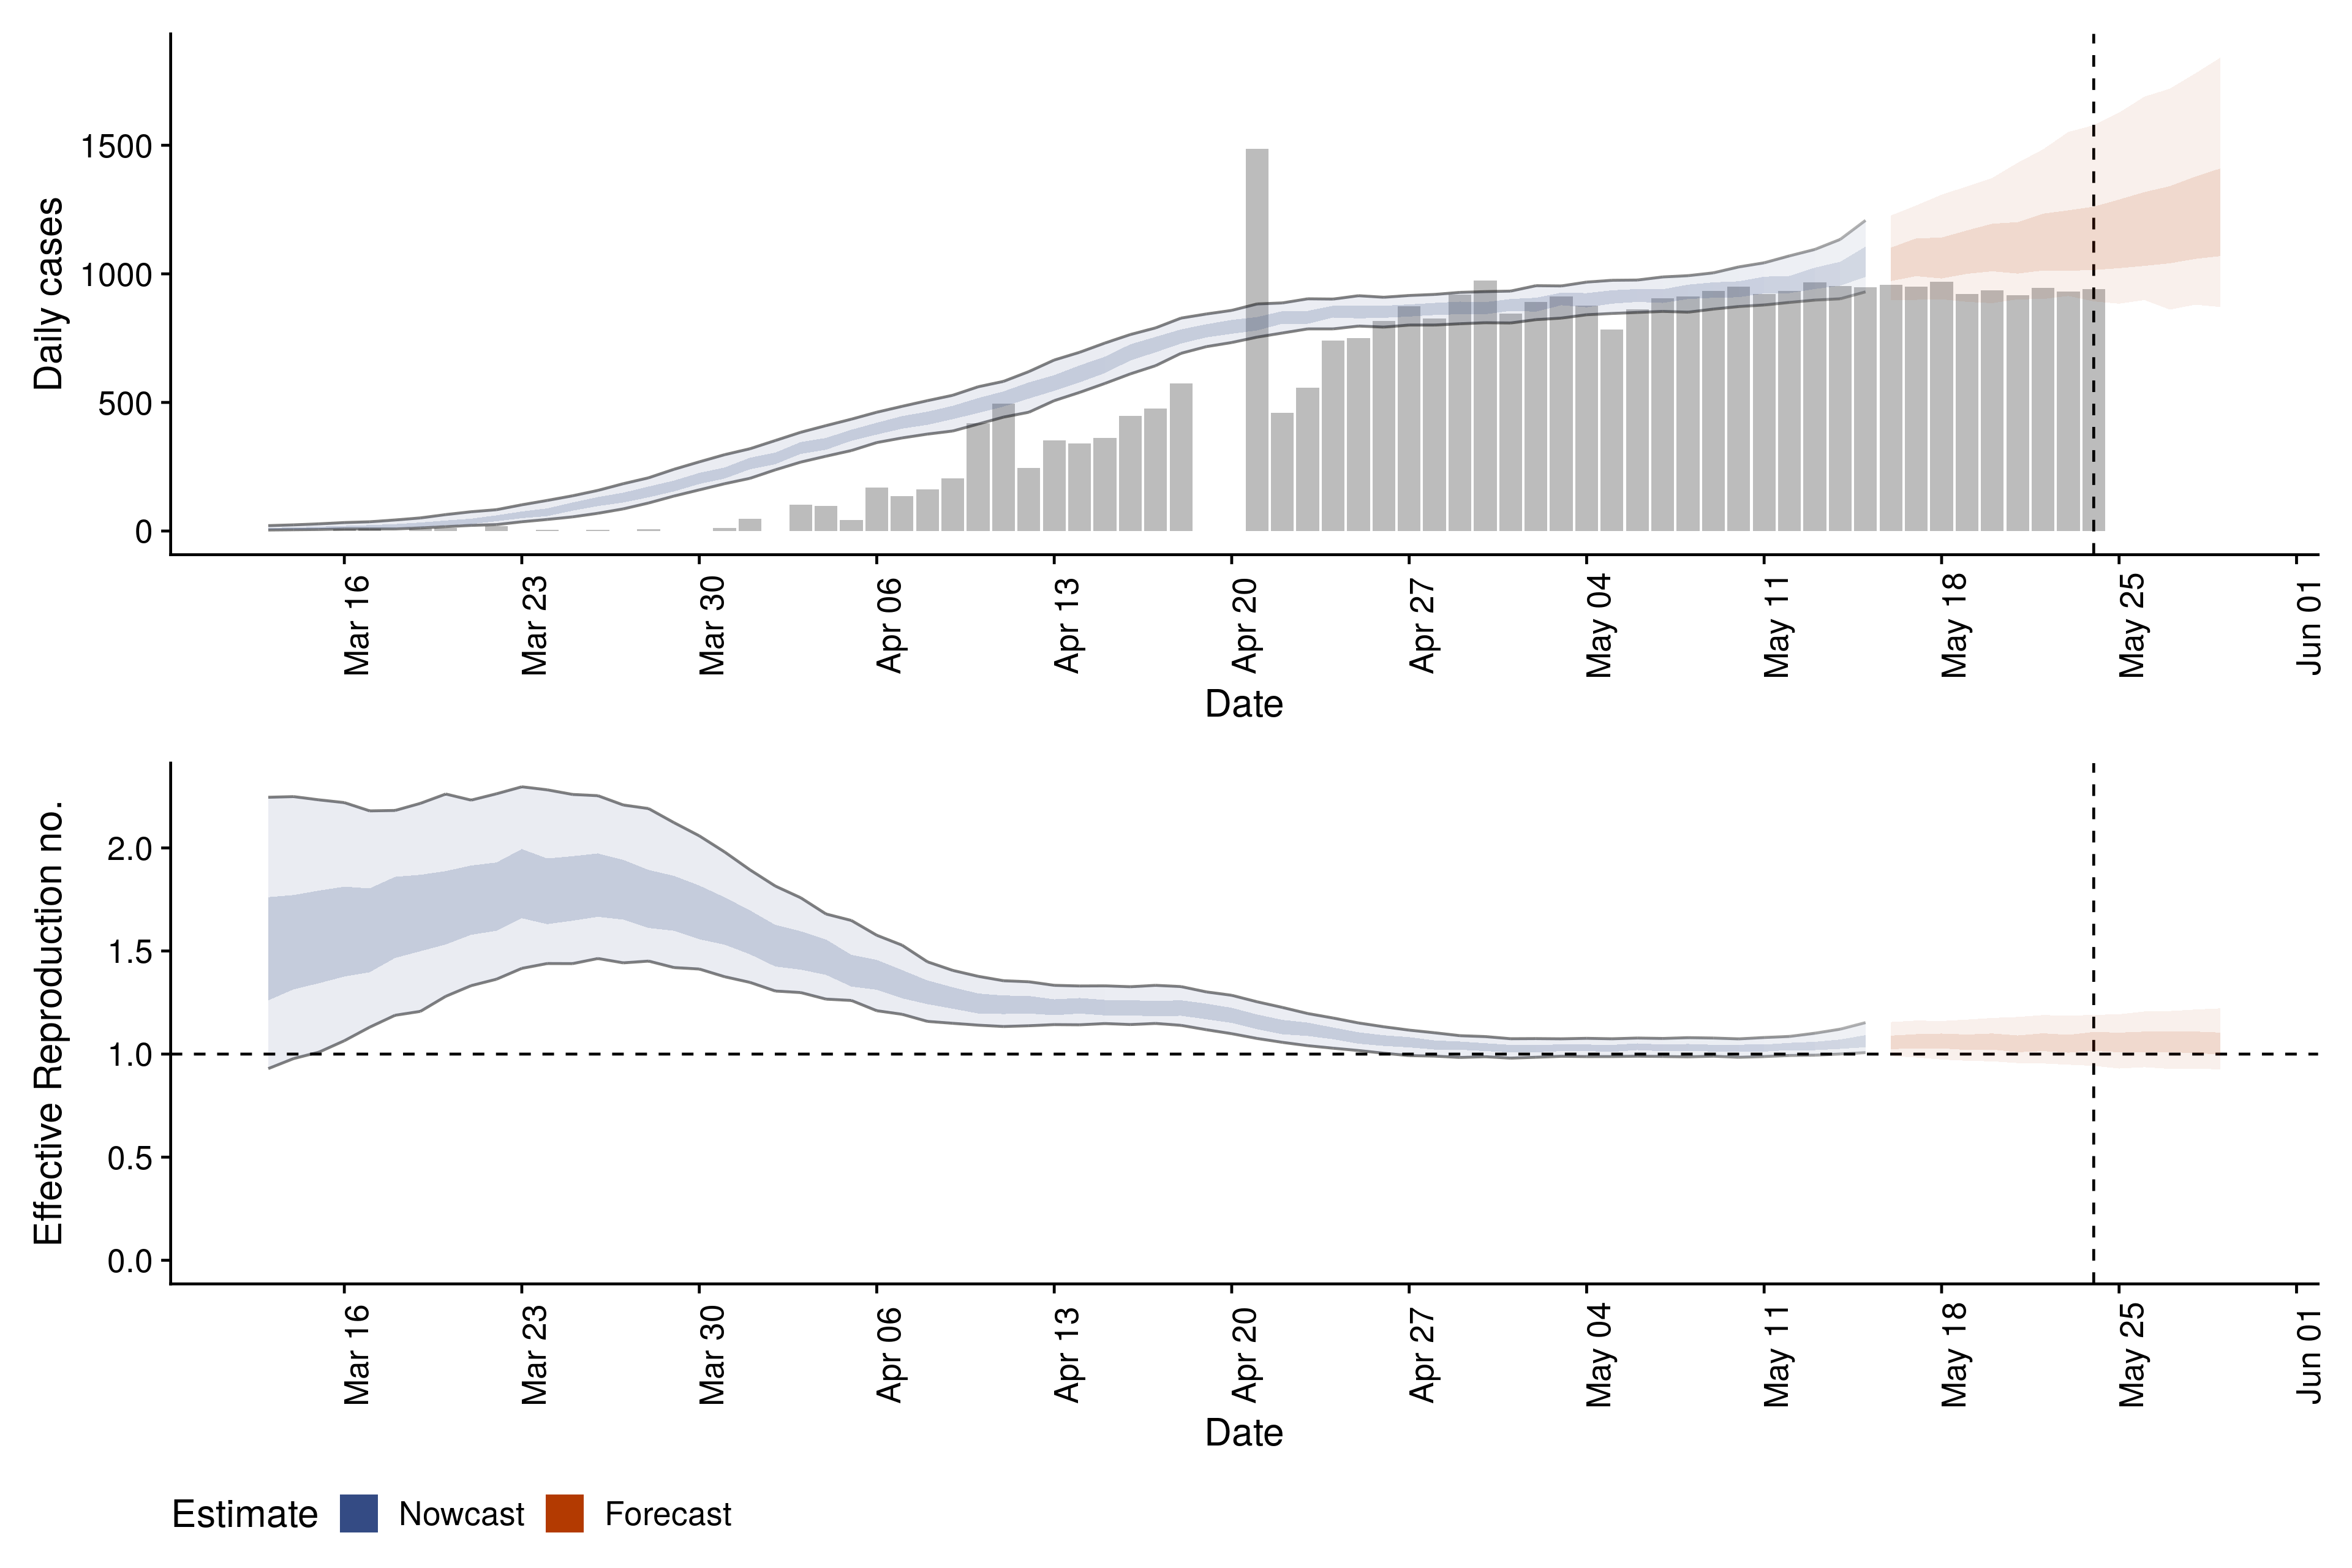 Daily cases
1500
1000
500
0
Mar 16
Mar 23
Mar 30
Apr 06
Apr 13
Apr 20
Apr 27
May 04
May 11
May 18
May 25
Jun 01
Date
Effective Reproduction no.
2.0
1.5
1.0
0.5
0.0
Mar 16
Mar 23
Mar 30
Apr 06
Apr 13
Apr 20
Apr 27
May 04
May 11
May 18
May 25
Jun 01
Date
Estimate Nowcast Forecast